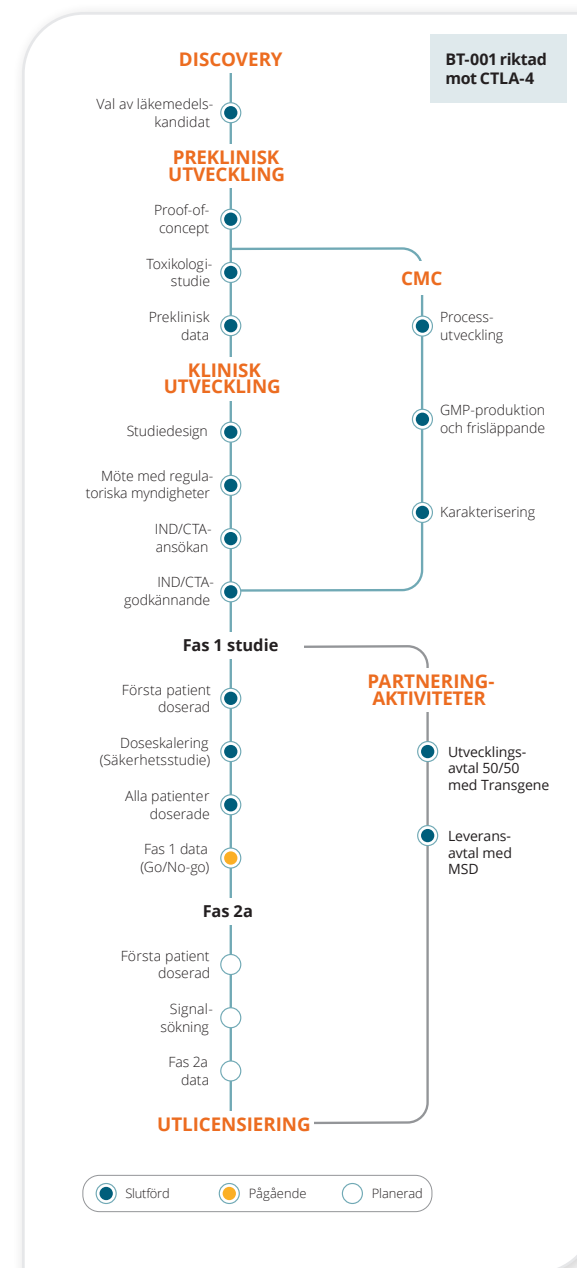 BT-001 riktad
mot CTLA-4
DISCOVERY
Val av läkemedels-
kandidat
PREKLINISK
UTVECKLING
Proof-of-
concept
Toxikologi-
studie
Preklinisk
data
CMC
Process-
utveckling
GMP-produktion
och frisläppande
Karakterisering
KLINISK
UTVECKLING
Studiedesign
Möte med regula-
toriska myndigheter
IND/CTA-
ansökan
IND/CTA-
godkännande
Fas 1 studie
Första patient
doserad
Doseskalering
(Säkerhetsstudie)
Alla patienter
doserade
Fas 1 data
(Go/No-go)
PARTNERING-
AKTIVITETER
Utvecklings-
avtal 50/50
med Transgene
Leverans-
avtal med
MSD
Fas 2a
Första patient
doserad
Signal-
sökning
Fas 2a
data
UTLICENSIERING
Slutförd
Pågående
Planerad